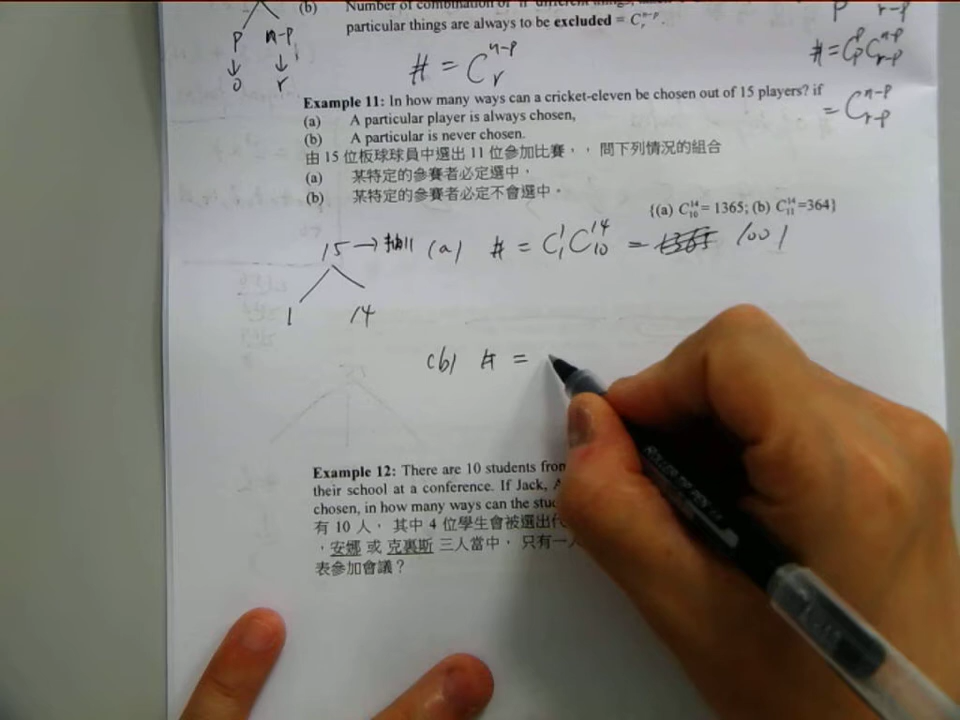 (b) Number of combination of "n" different things,
particular things are always to be excluded = C_r^{n-p}.
p n-p
↓ ↓
0 r
# = C_r^{n-p}
p r-p
# = C_p^p C_{r-p}^{n-p}
= C_{r-p}^{n-p}
Example 11: In how many ways can a cricket-eleven be chosen out of 15 players? if
(a) A particular player is always chosen,
(b) A particular is never chosen.
由 15 位板球球員中選出 11 位參加比賽，，問下列情況的組合
(a) 某特定的參賽者必定選中，
(b) 某特定的參賽者必定不會選中。
{(a) C_{10}^{14} = 1365; (b) C_{11}^{14} =364}
15 → 抽11 (a) # = C_1^1 C_{10}^{14} = 1001
1 14
(b) # =
Example 12: There are 10 students from
their school at a conference. If Jack, A
chosen, in how many ways can the stu
有 10 人，其中 4 位學生會被選出代
，安娜 或 克裏斯 三人當中，只有一人
表參加會議？